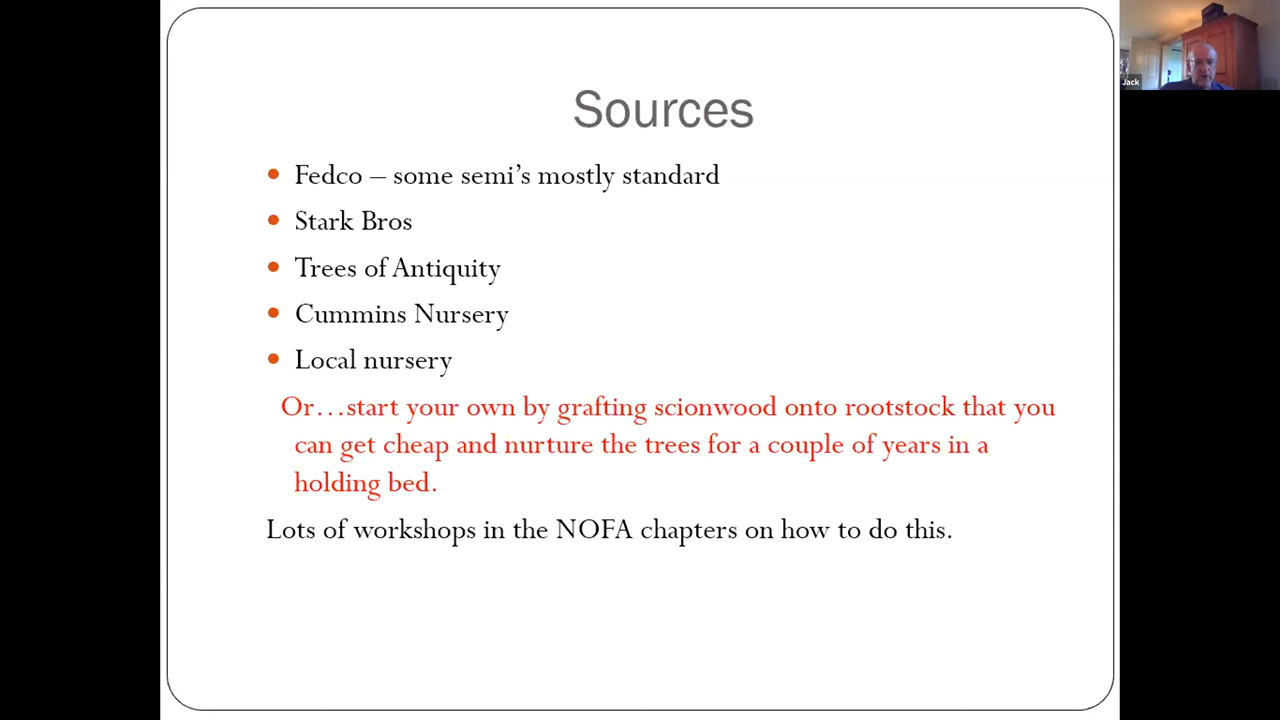 Sources
Fedco – some semi's mostly standard
Stark Bros
Trees of Antiquity
Cummins Nursery
Local nursery
Or…start your own by grafting scionwood onto rootstock that you
can get cheap and nurture the trees for a couple of years in a
holding bed.
Lots of workshops in the NOFA chapters on how to do this.
Jack